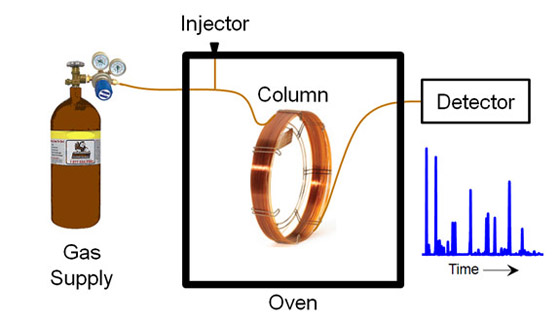 Injector
Column
Detector
Gas
Supply
Time
Oven